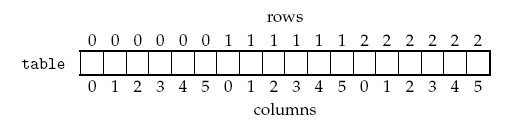 rows
0 0 0 0 0 0 1 1 1 1 1 1 2 2 2 2 2 2
table
0 1 2 3 4 5 0 1 2 3 4 5 0 1 2 3 4 5
columns